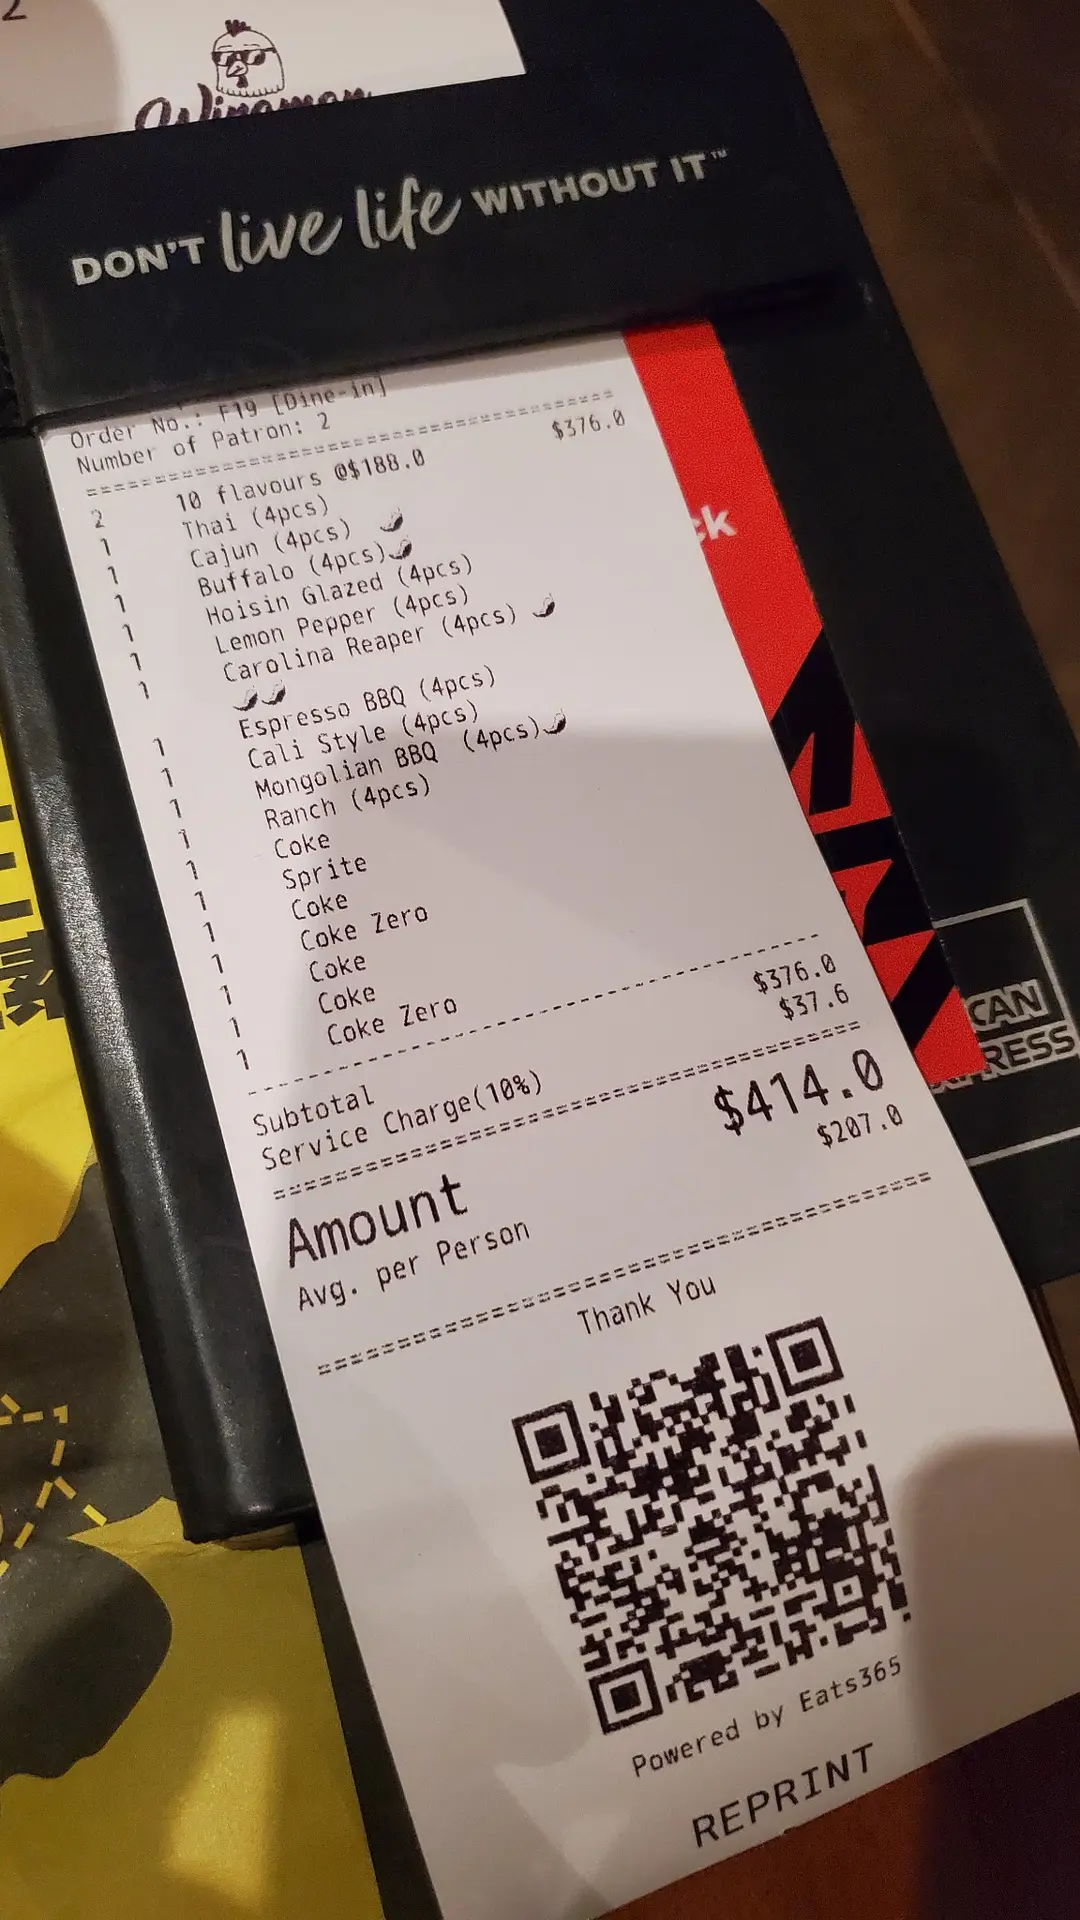 2
Wingman
DON'T live life WITHOUT IT™
Order No.: F19 [Dine-in]
Number of Patron: 2
==========================================
2 10 flavours @$188.0 $376.0
1 Thai (4pcs)
1 Cajun (4pcs) 🌶
1 Buffalo (4pcs)🌶
1 Hoisin Glazed (4pcs)
1 Lemon Pepper (4pcs)
1 Carolina Reaper (4pcs) 🌶
🌶🌶
1 Espresso BBQ (4pcs)
1 Cali Style (4pcs)
1 Mongolian BBQ (4pcs)🌶
1 Ranch (4pcs)
1 Coke
1 Sprite
1 Coke
1 Coke Zero
1 Coke
1 Coke
1 Coke Zero
------------------------------------------
Subtotal $376.0
Service Charge(10%) $37.6
==========================================
Amount $414.0
Avg. per Person $207.0
==========================================
Thank You
Powered by Eats365
REPRINT
ck
CAN
PRESS